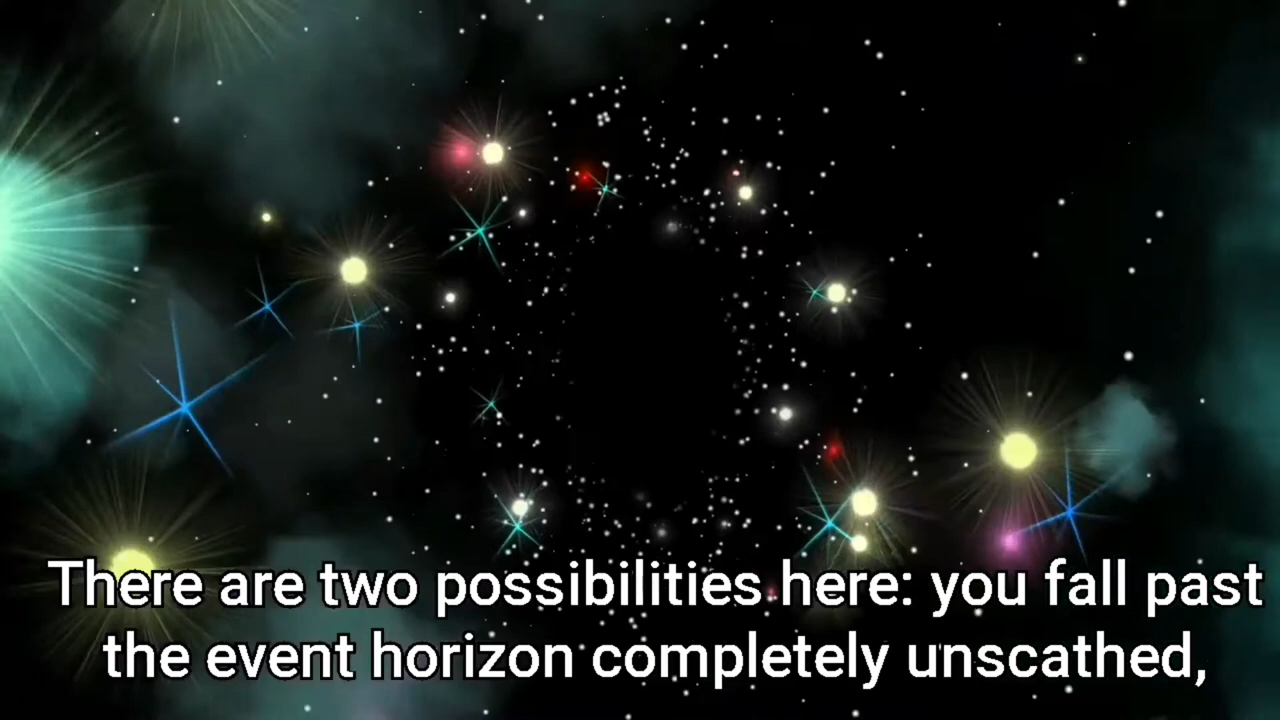 There are two possibilities here: you fall past
the event horizon completely unscathed,